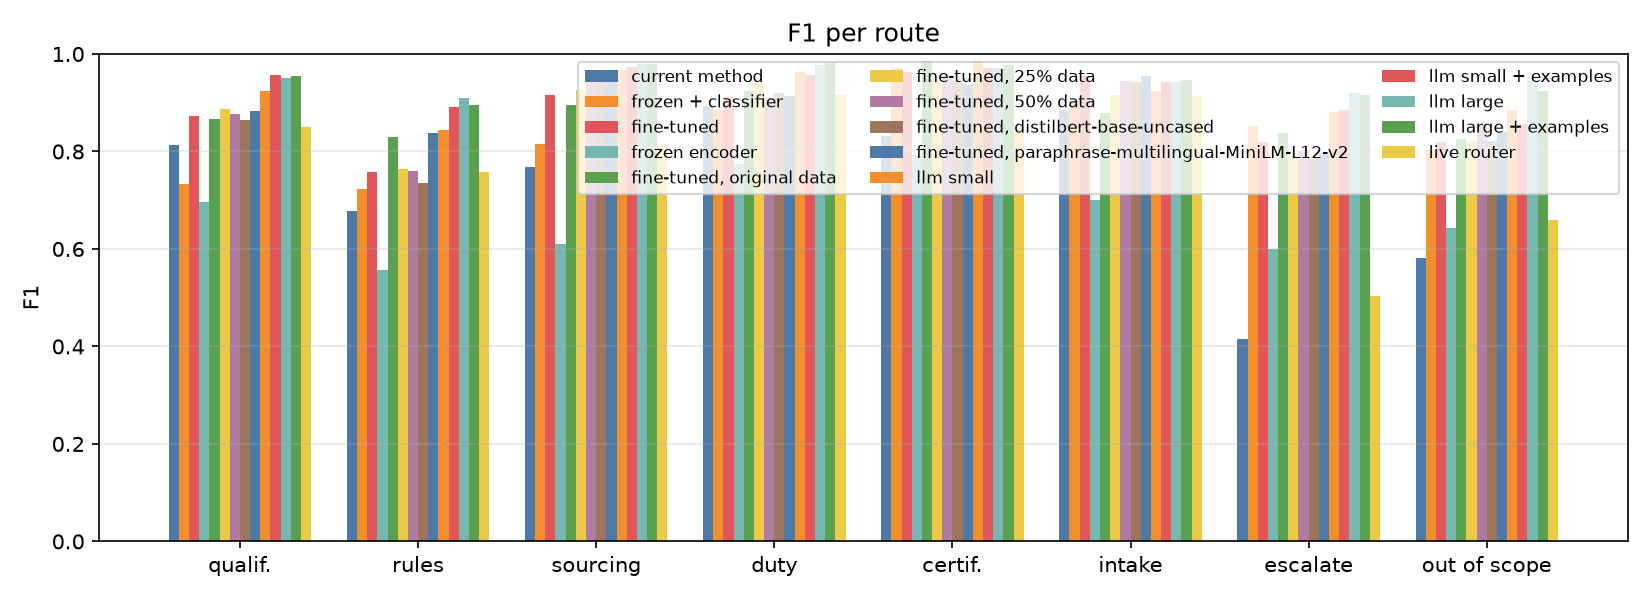 F1 per route
1.0
0.8
0.6
0.4
0.2
0.0
F1
current method
frozen + classifier
fine-tuned
frozen encoder
fine-tuned, original data
fine-tuned, 25% data
fine-tuned, 50% data
fine-tuned, distilbert-base-uncased
fine-tuned, paraphrase-multilingual-MiniLM-L12-v2
llm small
llm small + examples
llm large
llm large + examples
live router
qualif.
rules
sourcing
duty
certif.
intake
escalate
out of scope